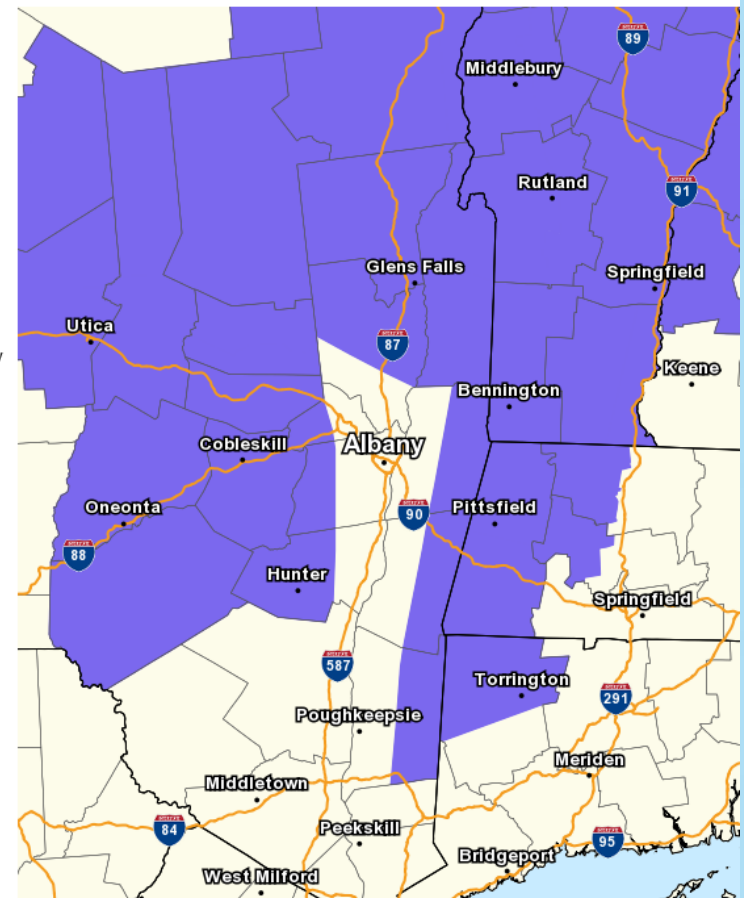 89
Middlebury
Rutland
91
Glens Falls
Springfield
Utica
87
Keene
Bennington
Cobleskill
Albany
Oneonta
90
Pittsfield
88
Hunter
Springfield
587
Torrington
291
Poughkeepsie
Meriden
Middletown
84
Peekskill
95
Bridgeport
West Milford